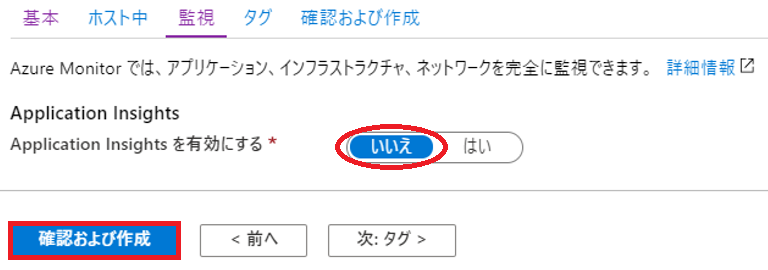 基本 ホスト中 監視 タグ 確認および作成
Azure Monitor では、アプリケーション、インフラストラクチャ、ネットワークを完全に監視できます。 詳細情報
Application Insights
Application Insights を有効にする * いいえ はい
確認および作成 < 前へ 次: タグ >